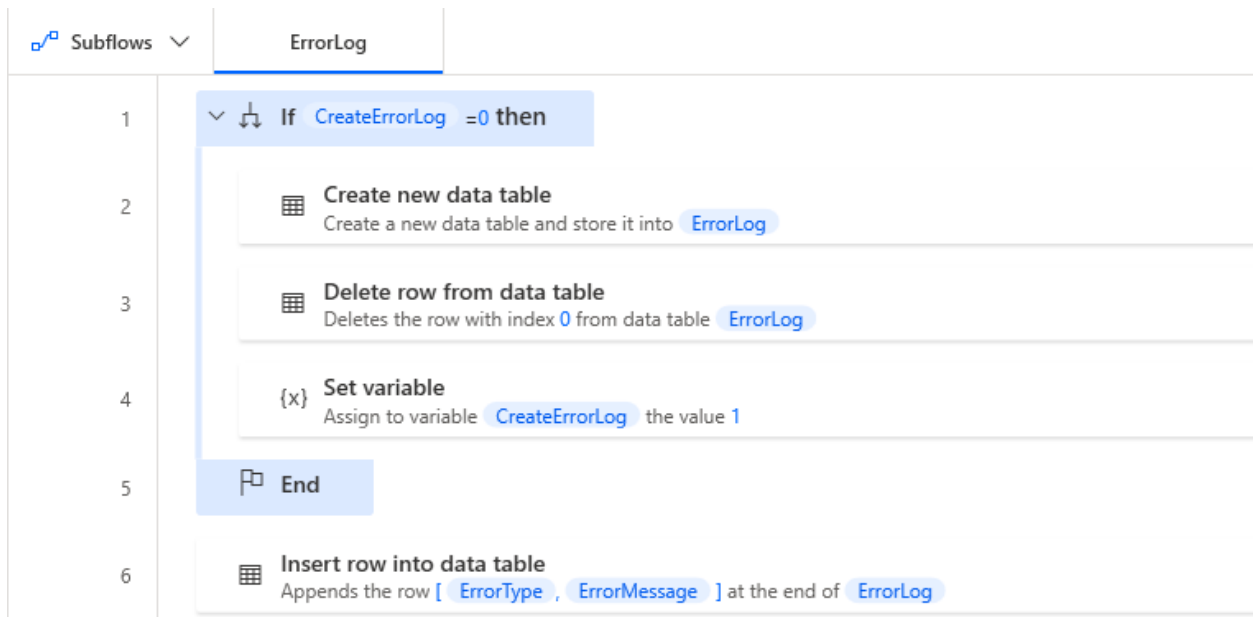 Subflows
ErrorLog
1
If CreateErrorLog =0 then
2
Create new data table
Create a new data table and store it into ErrorLog
3
Delete row from data table
Deletes the row with index 0 from data table ErrorLog
4
{x} Set variable
Assign to variable CreateErrorLog the value 1
5
End
6
Insert row into data table
Appends the row [ ErrorType , ErrorMessage ] at the end of ErrorLog